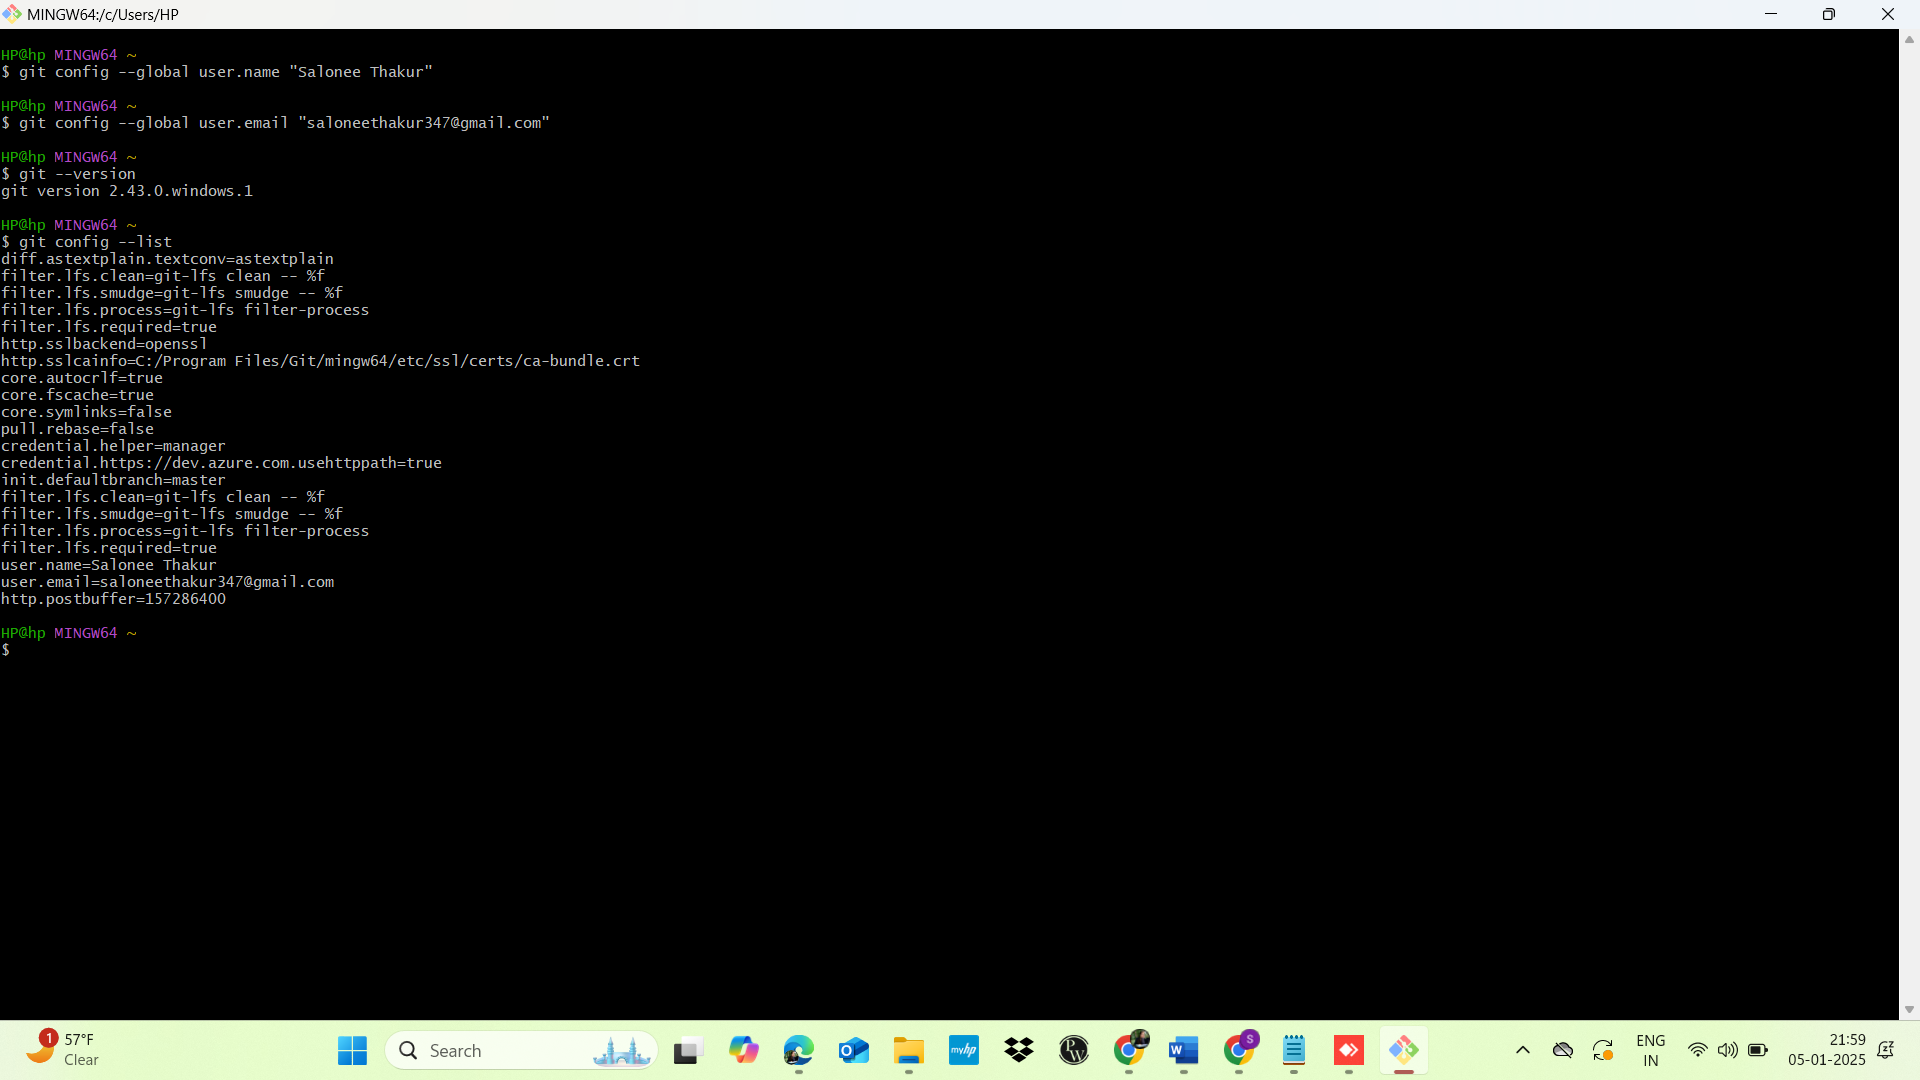 MINGW64:/c/Users/HP
HP@hp MINGW64 ~
$ git config --global user.name "Salonee Thakur"
HP@hp MINGW64 ~
$ git config --global user.email "saloneethakur347@gmail.com"
HP@hp MINGW64 ~
$ git --version
git version 2.43.0.windows.1
HP@hp MINGW64 ~
$ git config --list
diff.astextplain.textconv=astextplain
filter.lfs.clean=git-lfs clean -- %f
filter.lfs.smudge=git-lfs smudge -- %f
filter.lfs.process=git-lfs filter-process
filter.lfs.required=true
http.sslbackend=openssl
http.sslcainfo=C:/Program Files/Git/mingw64/etc/ssl/certs/ca-bundle.crt
core.autocrlf=true
core.fscache=true
core.symlinks=false
pull.rebase=false
credential.helper=manager
credential.https://dev.azure.com.usehttppath=true
init.defaultbranch=master
filter.lfs.clean=git-lfs clean -- %f
filter.lfs.smudge=git-lfs smudge -- %f
filter.lfs.process=git-lfs filter-process
filter.lfs.required=true
user.name=Salonee Thakur
user.email=saloneethakur347@gmail.com
http.postbuffer=157286400
HP@hp MINGW64 ~
$
1
57°F
Clear
Search
myhp
PW
W
S
ENG
IN
21:59
05-01-2025